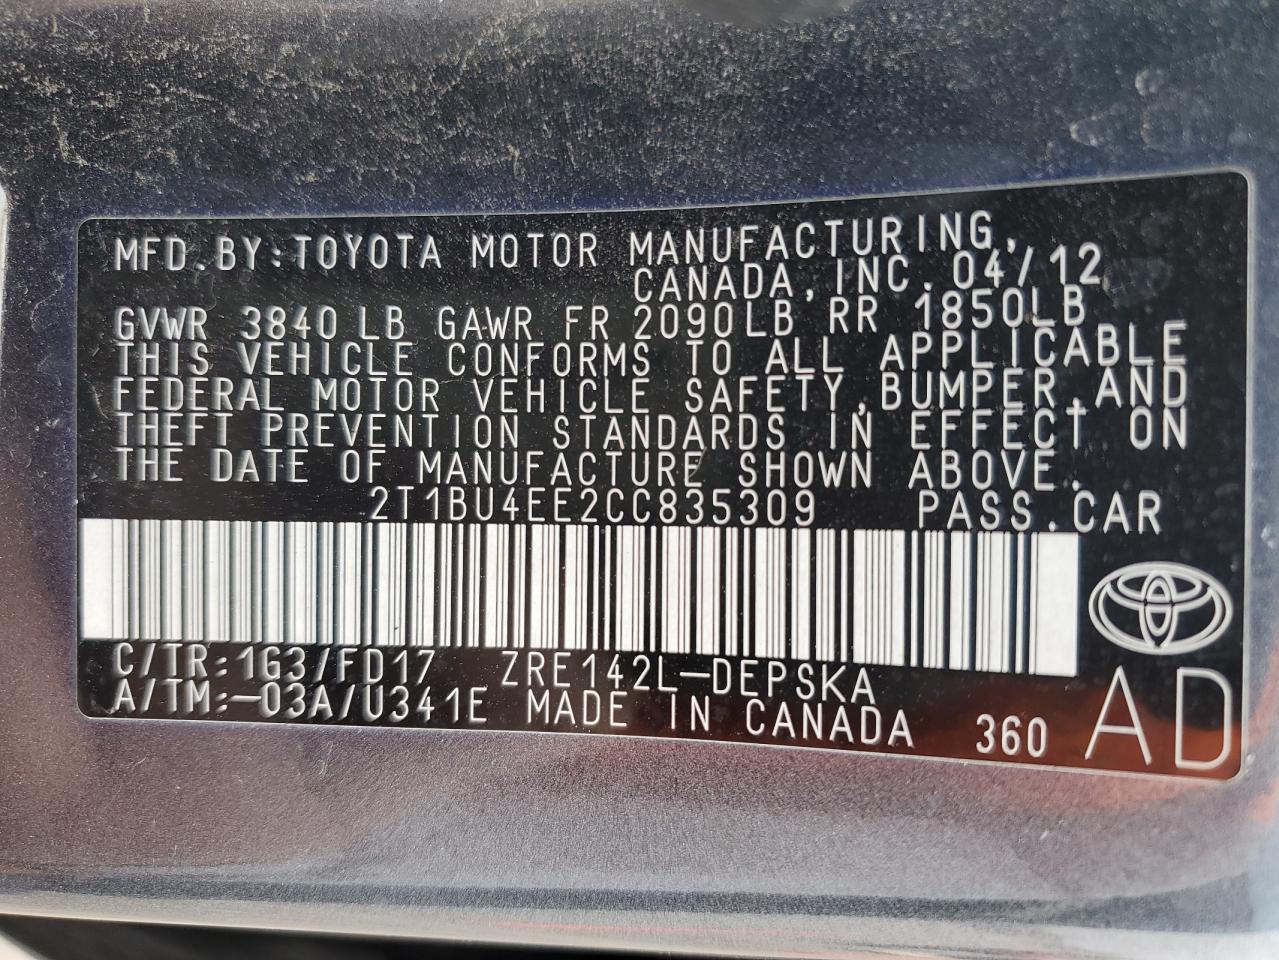 MFD.BY:TOYOTA MOTOR MANUFACTURING,
CANADA,INC.04/12
GVWR 3840LB GAWR FR 2090LB RR 1850LB
THIS VEHICLE CONFORMS TO ALL APPLICABLE
FEDERAL MOTOR VEHICLE SAFETY,BUMPER,AND
THEFT PREVENTION STANDARDS IN EFFECT ON
THE DATE OF MANUFACTURE SHOWN ABOVE.
2T1BU4EE2CC835309 PASS.CAR
C/TR:1G3/FD17 ZRE142L-DEPSKA
A/TM:-03A/U341E MADE IN CANADA 360 AD